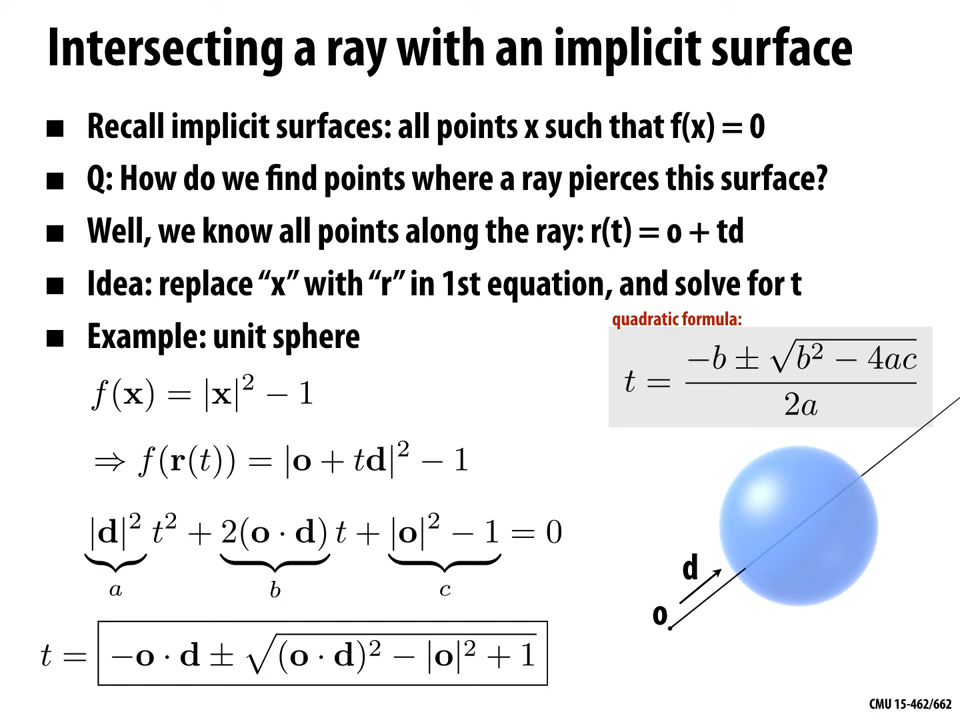 Intersecting a ray with an implicit surface
■ Recall implicit surfaces: all points x such that f(x) = 0
■ Q: How do we find points where a ray pierces this surface?
■ Well, we know all points along the ray: r(t) = o + td
■ Idea: replace “x” with “r” in 1st equation, and solve for t
■ Example: unit sphere
quadratic formula:
t = (−b ± √(b² − 4ac)) / 2a
f(x) = |x|² − 1
⇒ f(r(t)) = |o + td|² − 1
|d|² t² + 2(o · d) t + |o|² − 1 = 0
a b c
t = −o · d ± √((o · d)² − |o|² + 1)
d
o
CMU 15-462/662